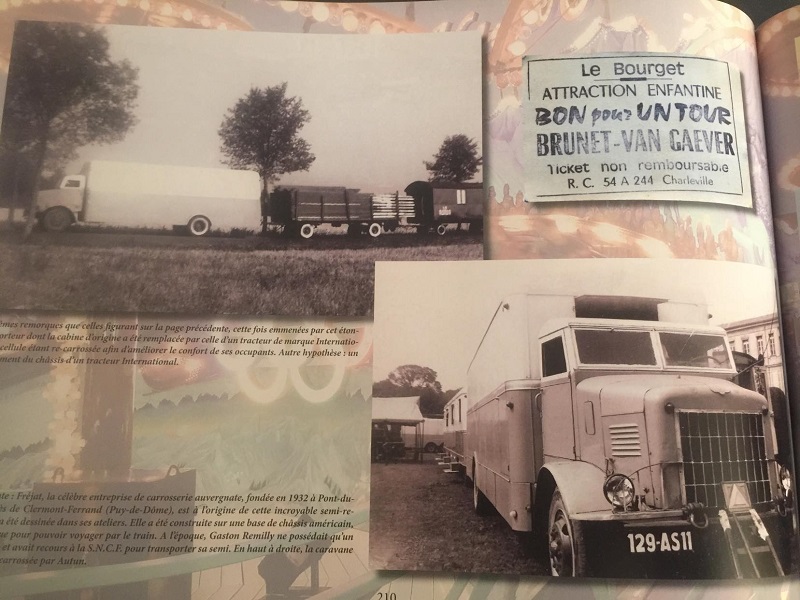 Le Bourget
ATTRACTION ENFANTINE
BON pour UN TOUR
BRUNET-VAN CAEVER
Ticket non remboursable
R. C. 54 A 244 Charleville
remorques que celles figurant sur la page précédente, cette fois emmenées par cet éton-
dont la cabine d'origine a été remplacée par celle d'un tracteur de marque Internatio-
cellule étant re-carrossée afin d'améliorer le confort de ses occupants. Autre hypothèse : un
du châssis d'un tracteur International.
: Fréjat, la célèbre entreprise de carrosserie auvergnate, fondée en 1932 à Pont-du-
de Clermont-Ferrand (Puy-de-Dôme), est à l'origine de cette incroyable semi-re-
a été dessinée dans ses ateliers. Elle a été construite sur une base de châssis américain,
pour pouvoir voyager par le train. A l'époque, Gaston Remilly ne possédait qu'un
et avait recours à la S.N.C.F. pour transporter sa semi. En haut à droite, la caravane
carrossée par Autun.
129-AS11
210